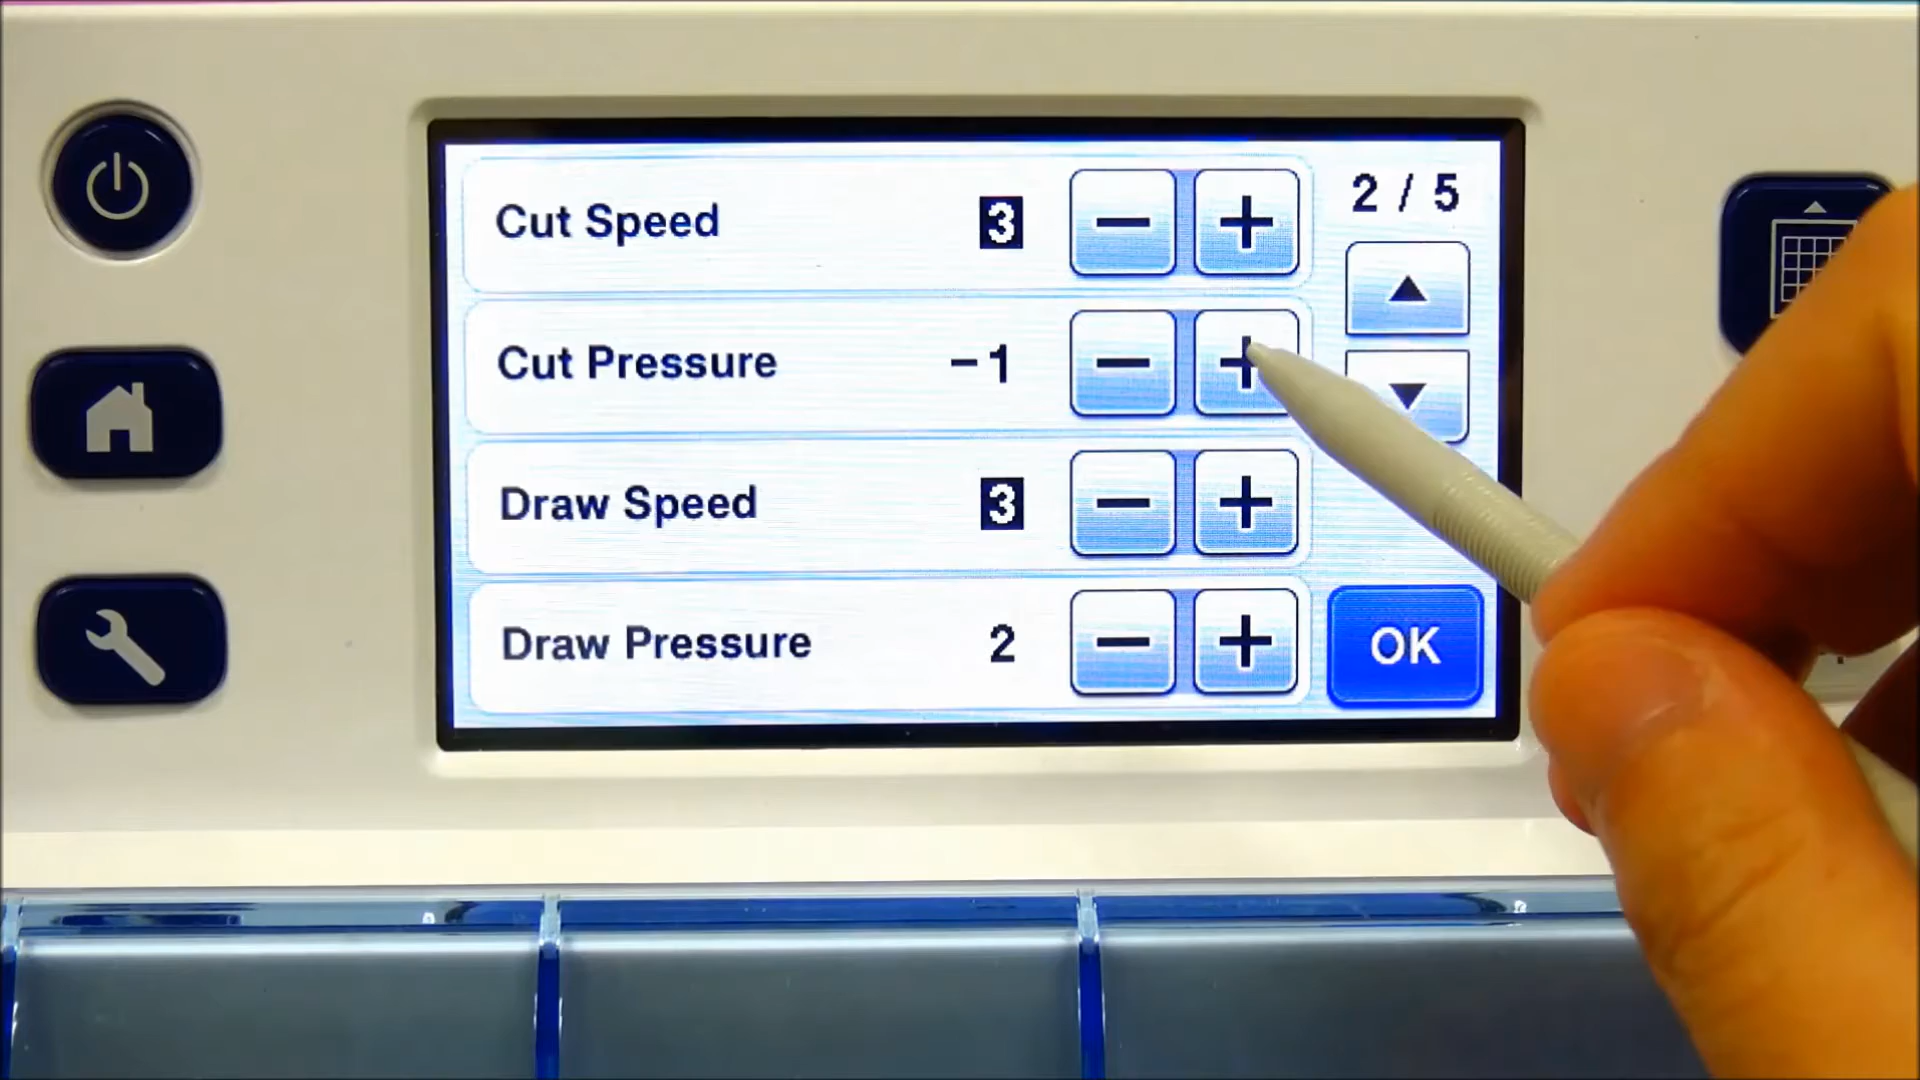 Cut Speed 3 − + 2 / 5
Cut Pressure −1 − +
Draw Speed 3 − +
Draw Pressure 2 − + OK